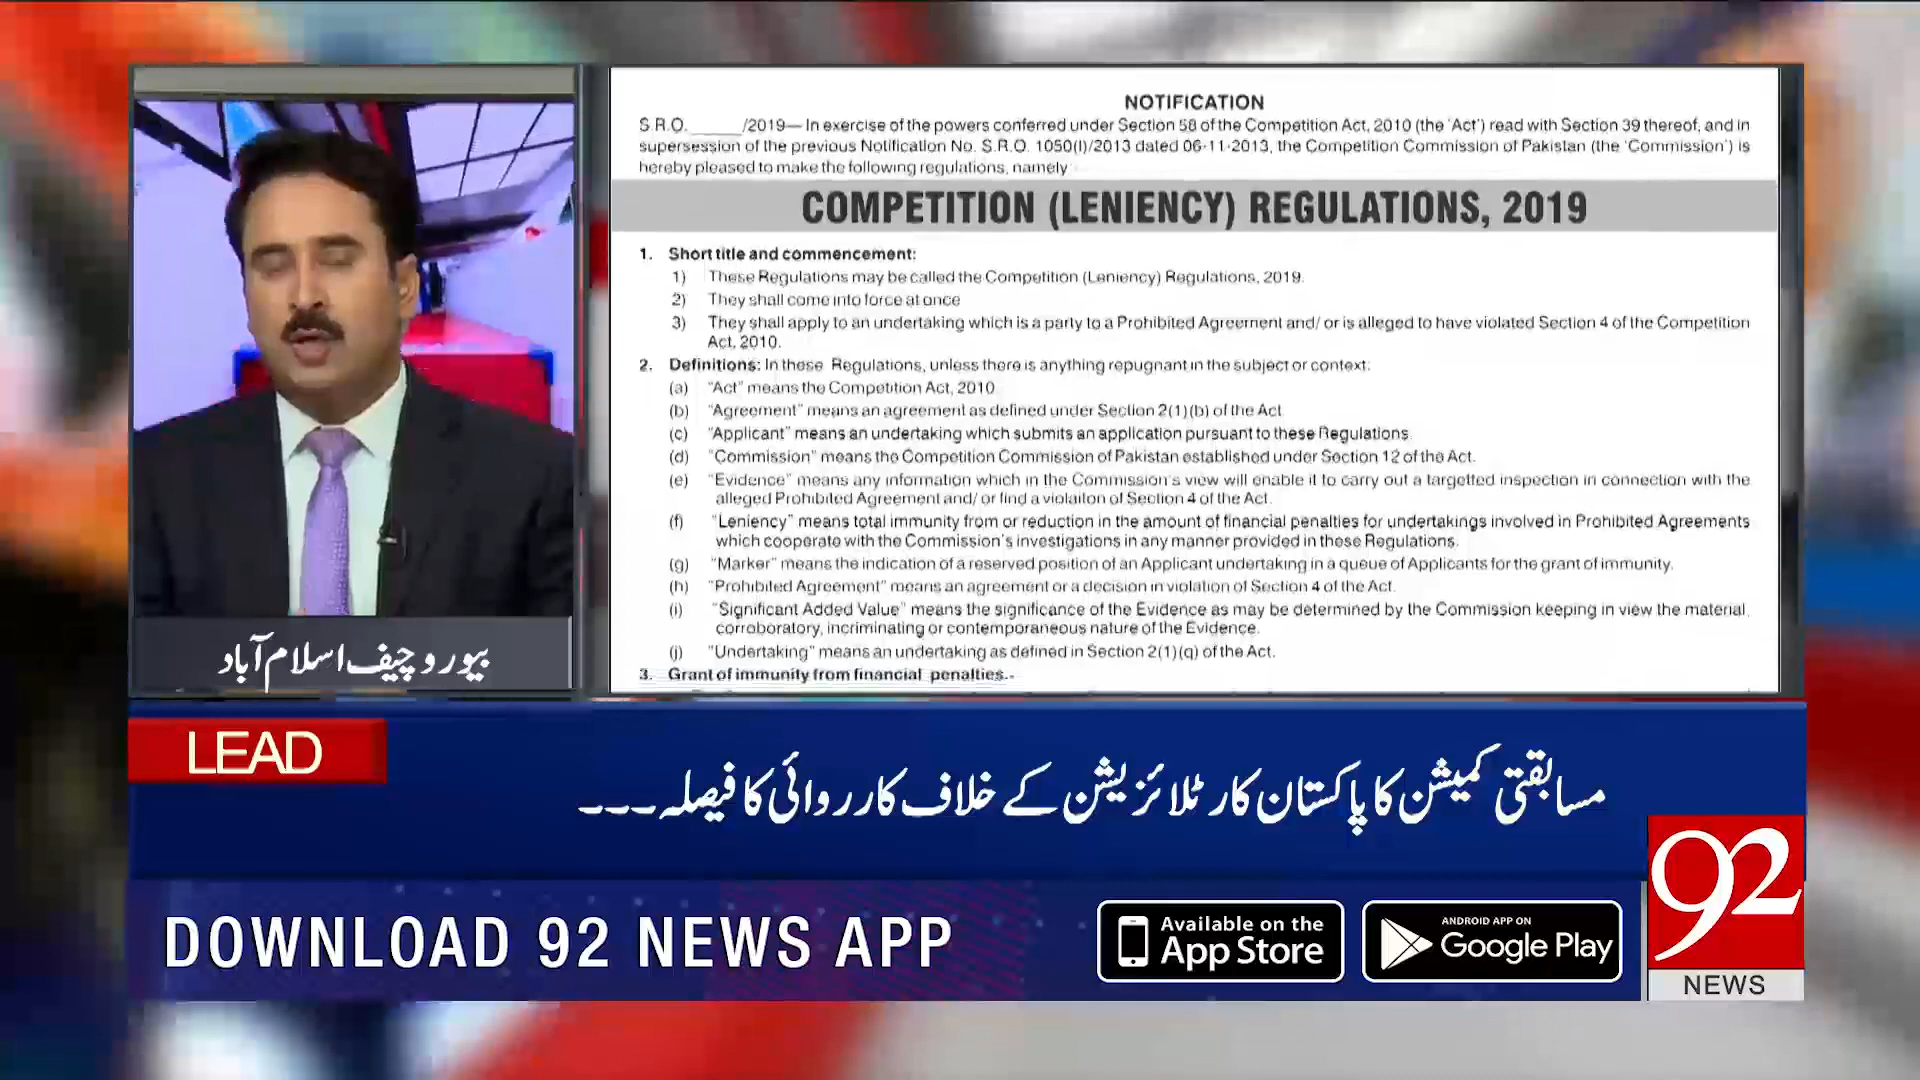 NOTIFICATION
S.R.O. _____/2019— In exercise of the powers conferred under Section 58 of the Competition Act, 2010 (the 'Act') read with Section 39 thereof, and in
supersession of the previous Notification No. S.R.O. 1050(I)/2013 dated 06-11-2013, the Competition Commission of Pakistan (the 'Commission') is
hereby pleased to make the following regulations, namely
COMPETITION (LENIENCY) REGULATIONS, 2019
1. Short title and commencement:
1) These Regulations may be called the Competition (Leniency) Regulations, 2019.
2) They shall come into force at once
3) They shall apply to an undertaking which is a party to a Prohibited Agreement and/ or is alleged to have violated Section 4 of the Competition
Act, 2010.
2. Definitions: In these Regulations, unless there is anything repugnant in the subject or context:
(a) "Act" means the Competition Act, 2010
(b) "Agreement" means an agreement as defined under Section 2(1)(b) of the Act
(c) "Applicant" means an undertaking which submits an application pursuant to these Regulations.
(d) "Commission" means the Competition Commission of Pakistan established under Section 12 of the Act.
(e) "Evidence" means any information which in the Commission's view will enable it to carry out a targetted inspection in connection with the
alleged Prohibited Agreement and/ or find a violaiton of Section 4 of the Act.
(f) "Leniency" means total immunity from or reduction in the amount of financial penalties for undertakings involved in Prohibited Agreements
which cooperate with the Commission's investigations in any manner provided in these Regulations.
(g) "Marker" means the indication of a reserved position of an Applicant undertaking in a queue of Applicants for the grant of immunity.
(h) "Prohibited Agreement" means an agreement or a decision in violation of Section 4 of the Act.
(i) "Significant Added Value" means the significance of the Evidence as may be determined by the Commission keeping in view the material,
corroboratory, incriminating or contemporaneous nature of the Evidence.
(j) "Undertaking" means an undertaking as defined in Section 2(1)(q) of the Act.
3. Grant of immunity from financial penalties.-
بیورو چیف اسلام آباد
LEAD
مسابقتی کمیشن کا پاکستان کارٹلائزیشن کے خلاف کارروائی کا فیصلہ۔۔۔
DOWNLOAD 92 NEWS APP
Available on the
App Store
ANDROID APP ON
Google Play
92
NEWS